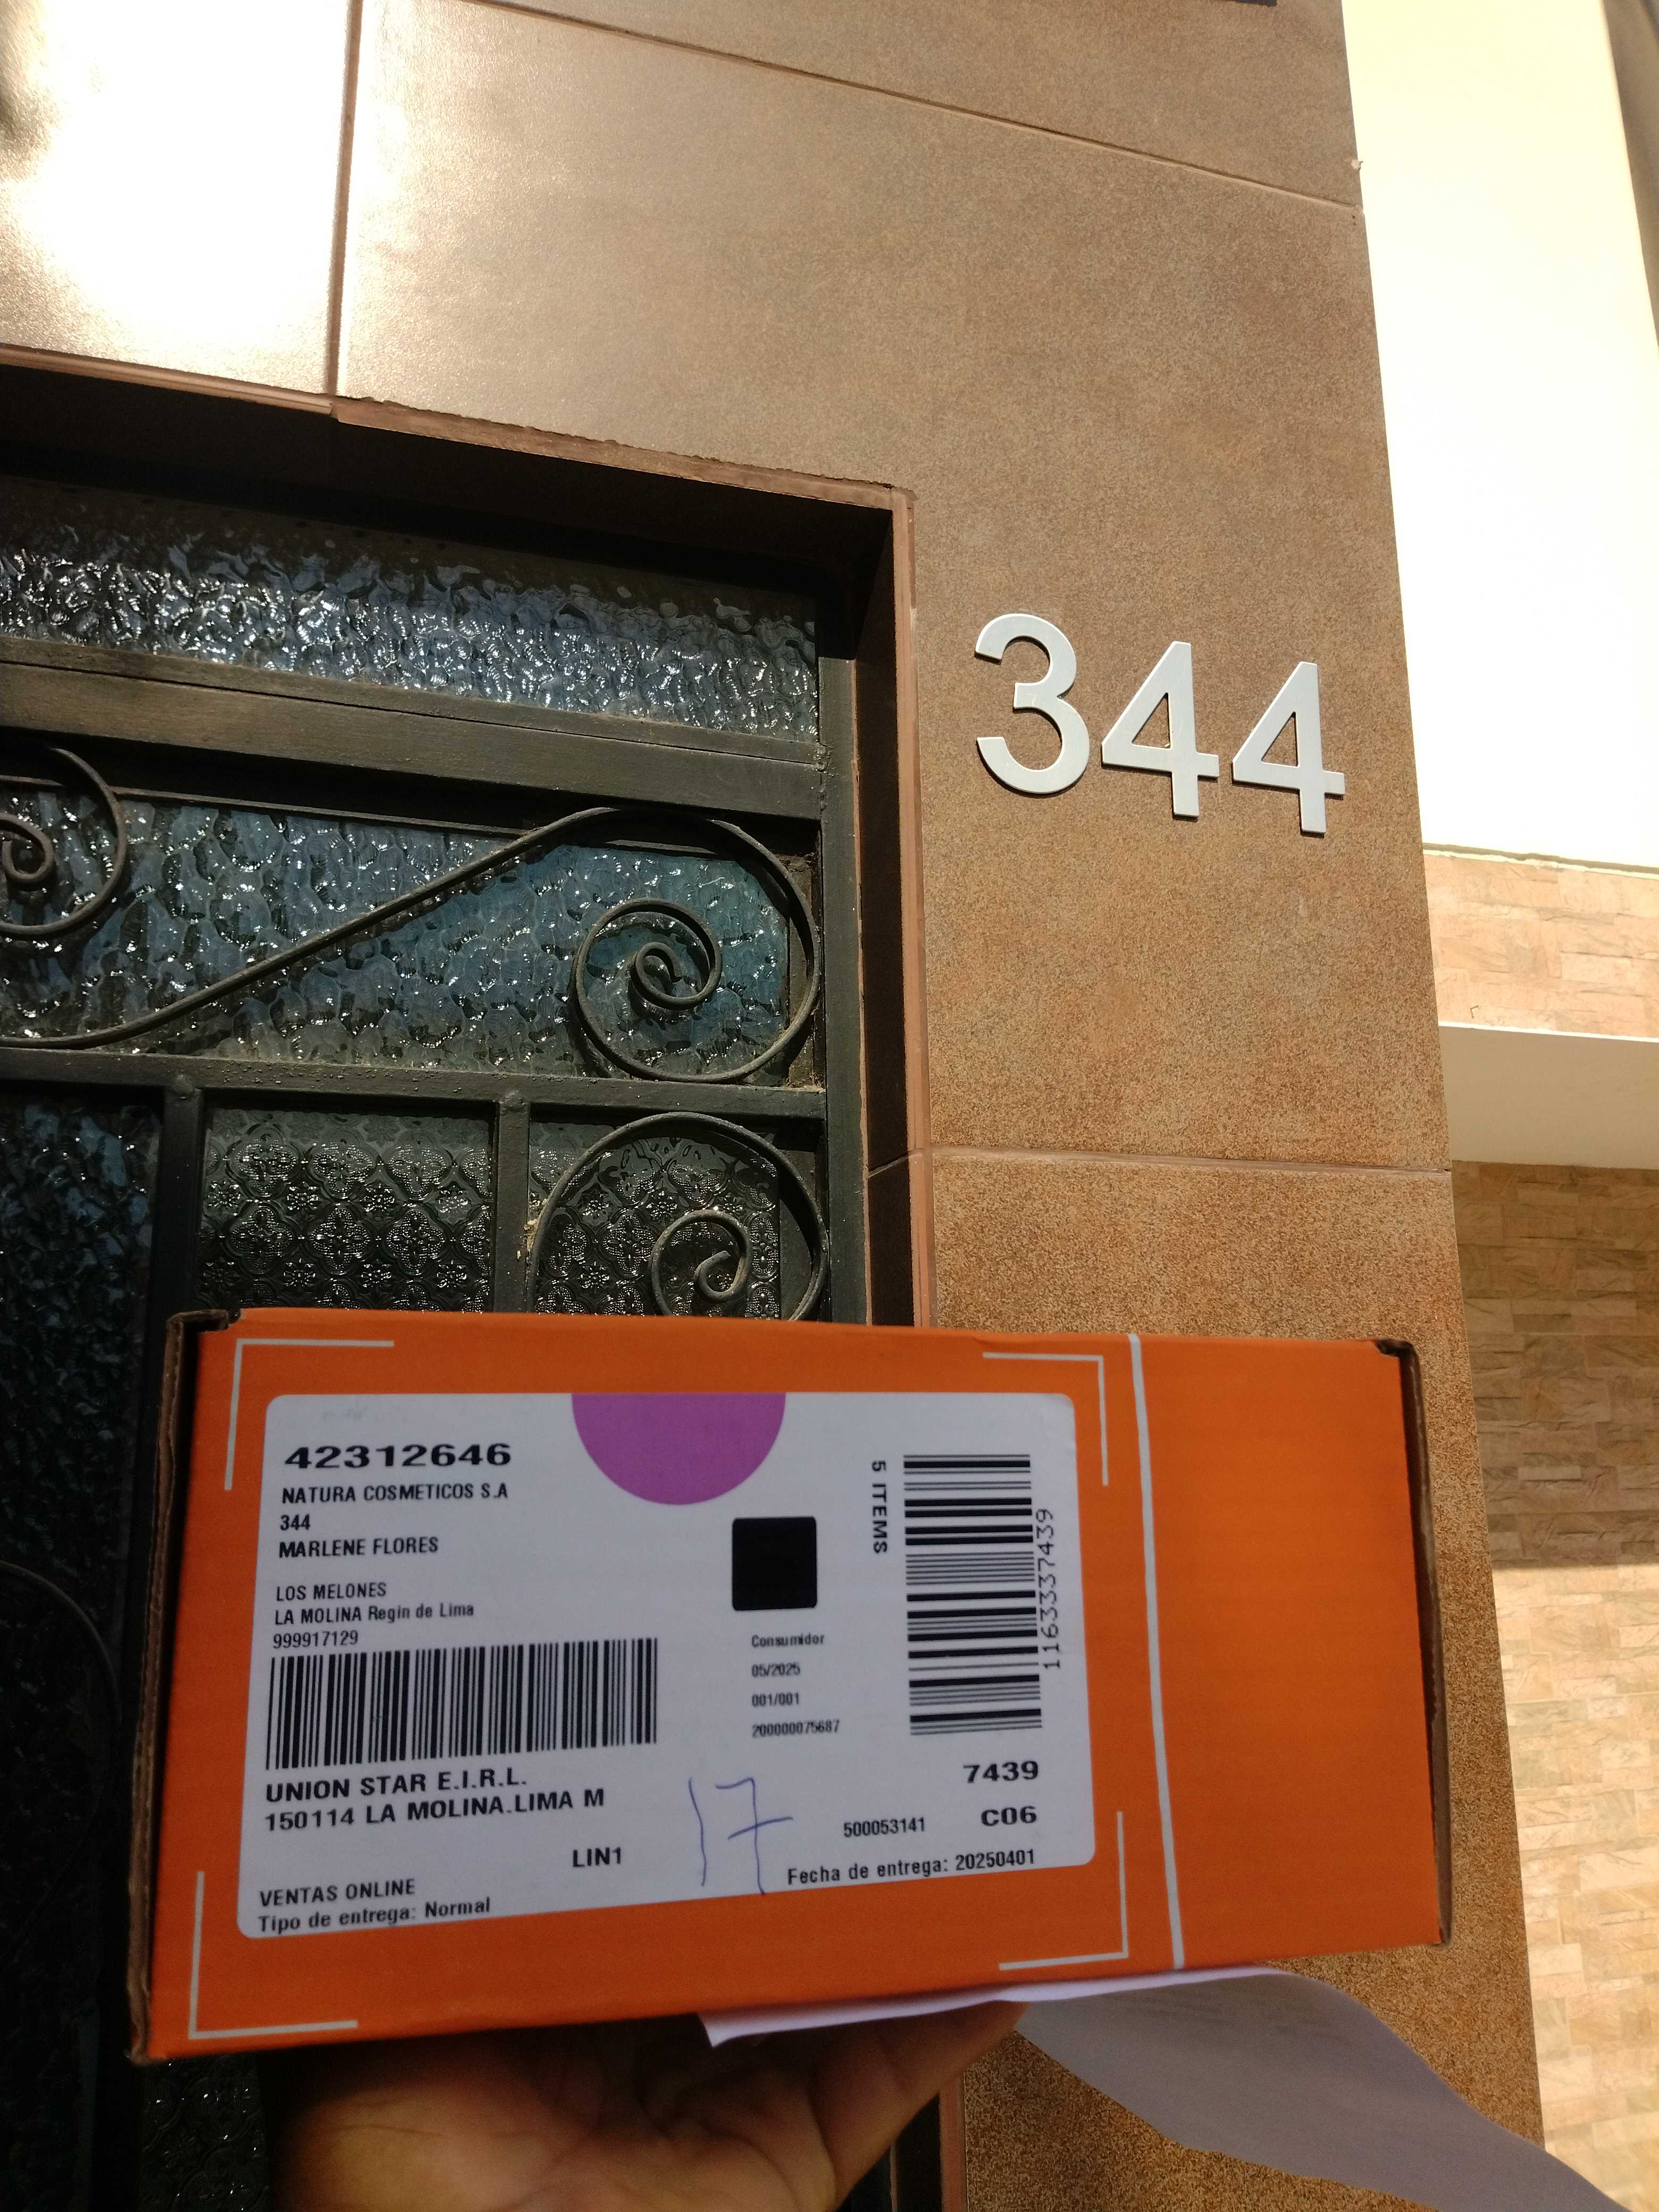 344
42312646
NATURA COSMETICOS S.A
344
MARLENE FLORES
LOS MELONES
LA MOLINA Regin de Lima
999917129
UNION STAR E.I.R.L.
150114 LA MOLINA.LIMA M
LIN1
VENTAS ONLINE
Tipo de entrega: Normal
5 ITEMS
116333337439
Consumidor
05/2025
001/001
200000075687
17
7439
500053141 C06
Fecha de entrega: 20250401